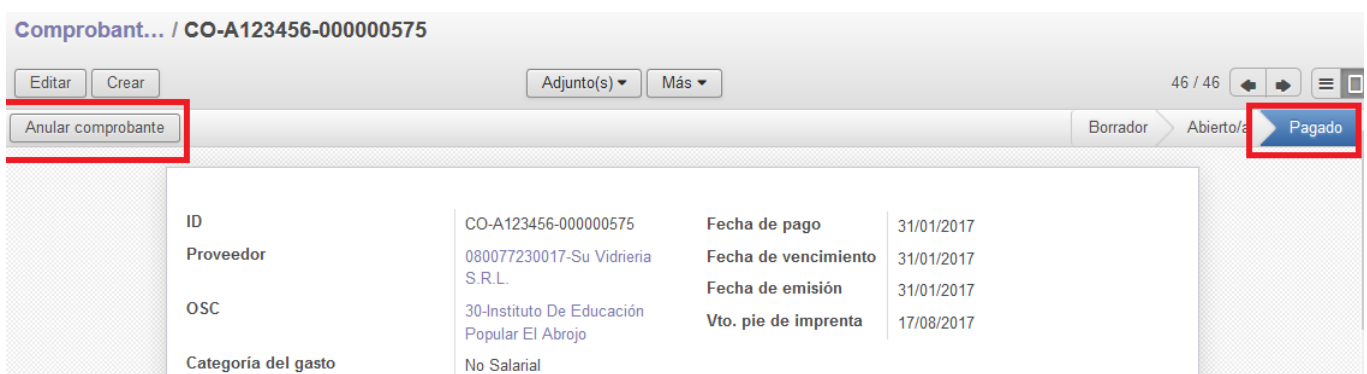 Comprobant... / CO-A123456-000000575
Editar Crear Adjunto(s) Más 46 / 46
Anular comprobante Borrador Abierto/a Pagado
ID CO-A123456-000000575 Fecha de pago 31/01/2017
Proveedor 080077230017-Su Vidrieria Fecha de vencimiento 31/01/2017
S.R.L.
Fecha de emisión 31/01/2017
OSC 30-Instituto De Educación Vto. pie de imprenta 17/08/2017
Popular El Abrojo
Categoría del gasto No Salarial